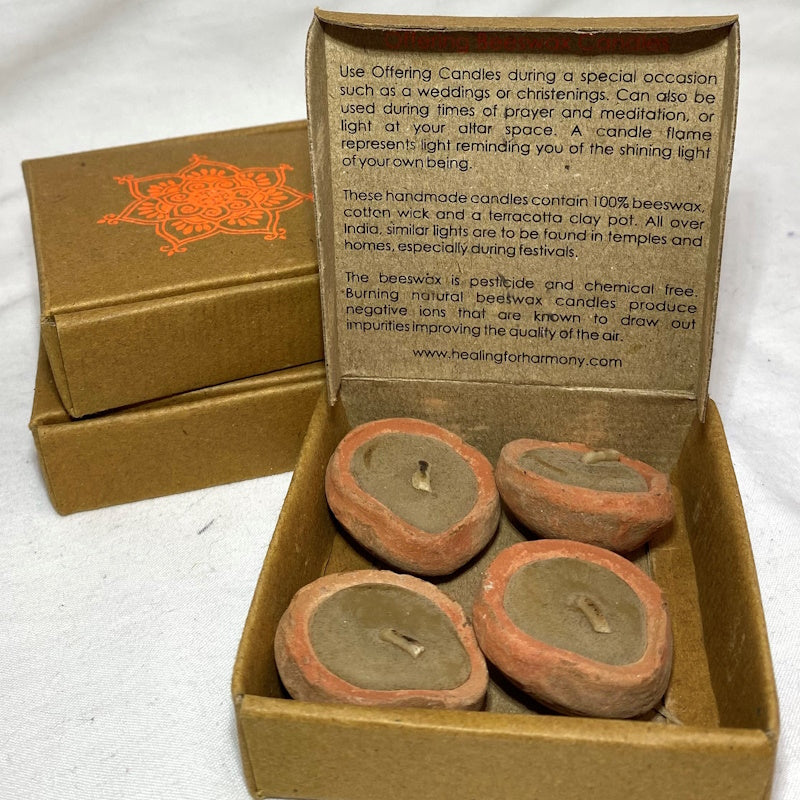 Offering Beeswax Candles
Use Offering Candles during a special occasion
such as a weddings or christenings. Can also be
used during times of prayer and meditation, or
light at your altar space. A candle flame
represents light reminding you of the shining light
of your own being.
These handmade candles contain 100% beeswax,
cotton wick and a terracotta clay pot. All over
India, similar lights are to be found in temples and
homes, especially during festivals.
The beeswax is pesticide and chemical free.
Burning natural beeswax candles produce
negative ions that are known to draw out
impurities improving the quality of the air.
www.healingforharmony.com